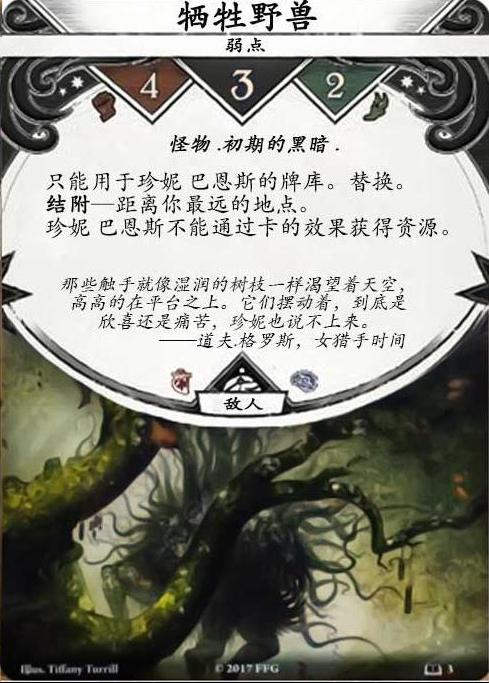 牺牲野兽
弱点
4 3 2
怪物 .初期的黑暗 .
只能用于珍妮 巴恩斯的牌库。替换。
结附—距离你最远的地点。
珍妮 巴恩斯不能通过卡的效果获得资源。
那些触手就像湿润的树枝一样渴望着天空,
高高的在平台之上。它们摆动着，到底是
欣喜还是痛苦，珍妮也说不上来。
——道夫.格罗斯，女猎手时间
敌人
Illus. Tiffany Turrill © 2017 FFG 3